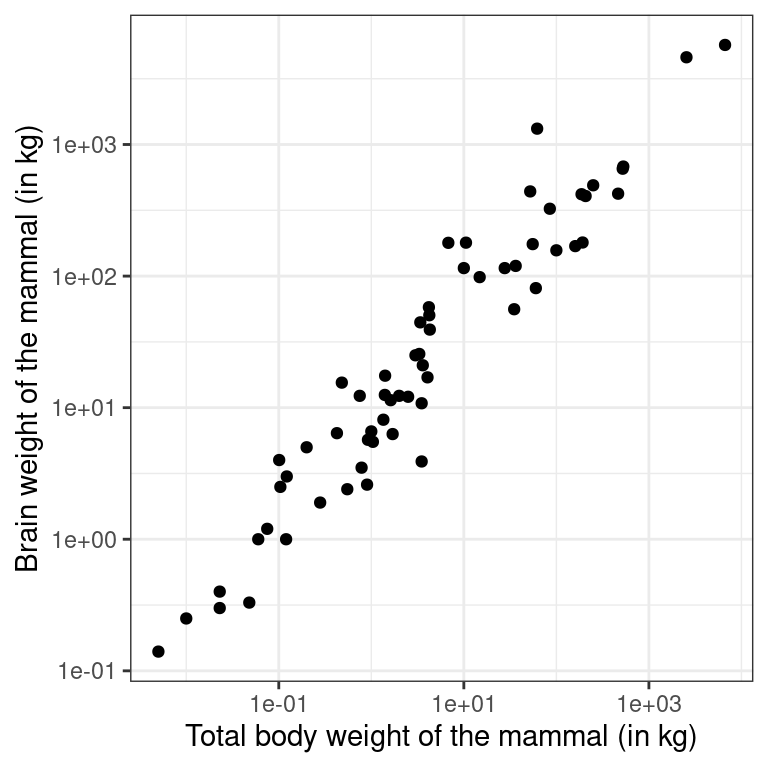 Brain weight of the mammal (in kg)
1e+03
1e+02
1e+01
1e+00
1e-01
1e-01 1e+01 1e+03
Total body weight of the mammal (in kg)